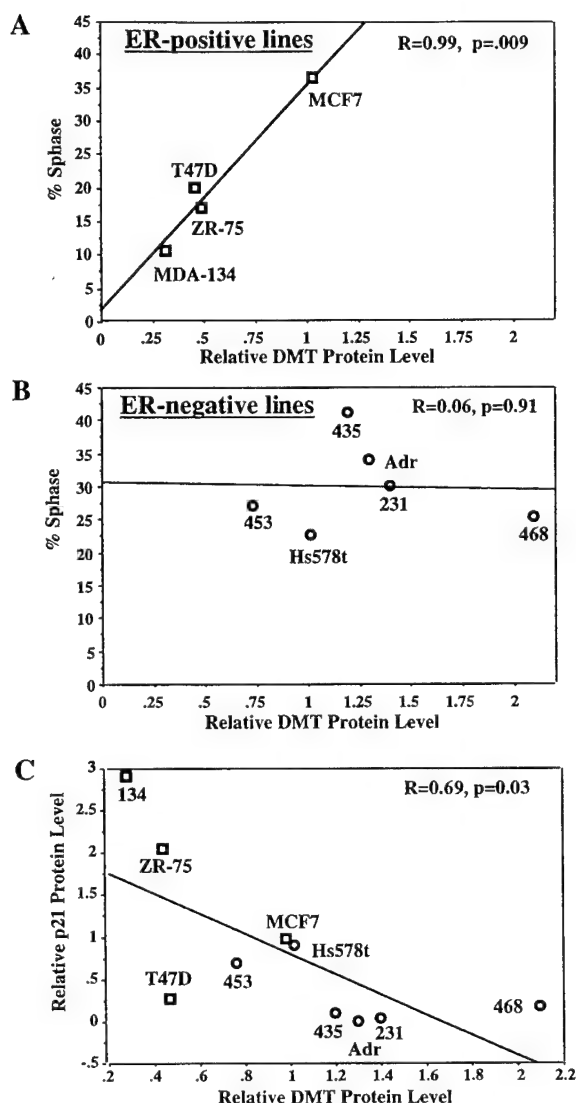 A
ER-positive lines
R=0.99, p=.009
% Sphase
45
40
35
30
25
20
15
10
5
0
MCF7
T47D
ZR-75
MDA-134
0 .25 .5 .75 1 1.25 1.5 1.75 2
Relative DMT Protein Level
B
ER-negative lines
R=0.06, p=0.91
% Sphase
45
40
35
30
25
20
15
10
5
0
435
Adr
231
453
Hs578t
468
0 .25 .5 .75 1 1.25 1.5 1.75 2
Relative DMT Protein Level
C
R=0.69, p=0.03
Relative p21 Protein Level
3
2.5
2
1.5
1
.5
0
-.5
134
ZR-75
MCF7
Hs578t
453
T47D
468
435
231
Adr
.2 .4 .6 .8 1 1.2 1.4 1.6 1.8 2 2.2
Relative DMT Protein Level